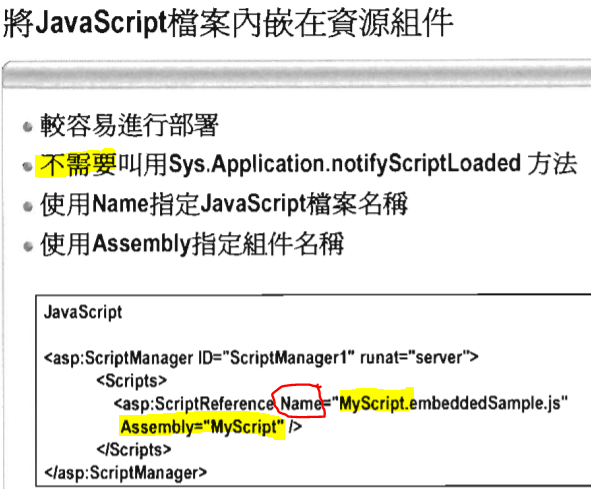 將JavaScript檔案內嵌在資源組件
較容易進行部署
不需要叫用Sys.Application.notifyScriptLoaded 方法
使用Name指定JavaScript檔案名稱
使用Assembly指定組件名稱
JavaScript
<asp:ScriptManager ID="ScriptManager1" runat="server">
<Scripts>
<asp:ScriptReference Name="MyScript.embeddedSample.js"
Assembly="MyScript" />
</Scripts>
</asp:ScriptManager>